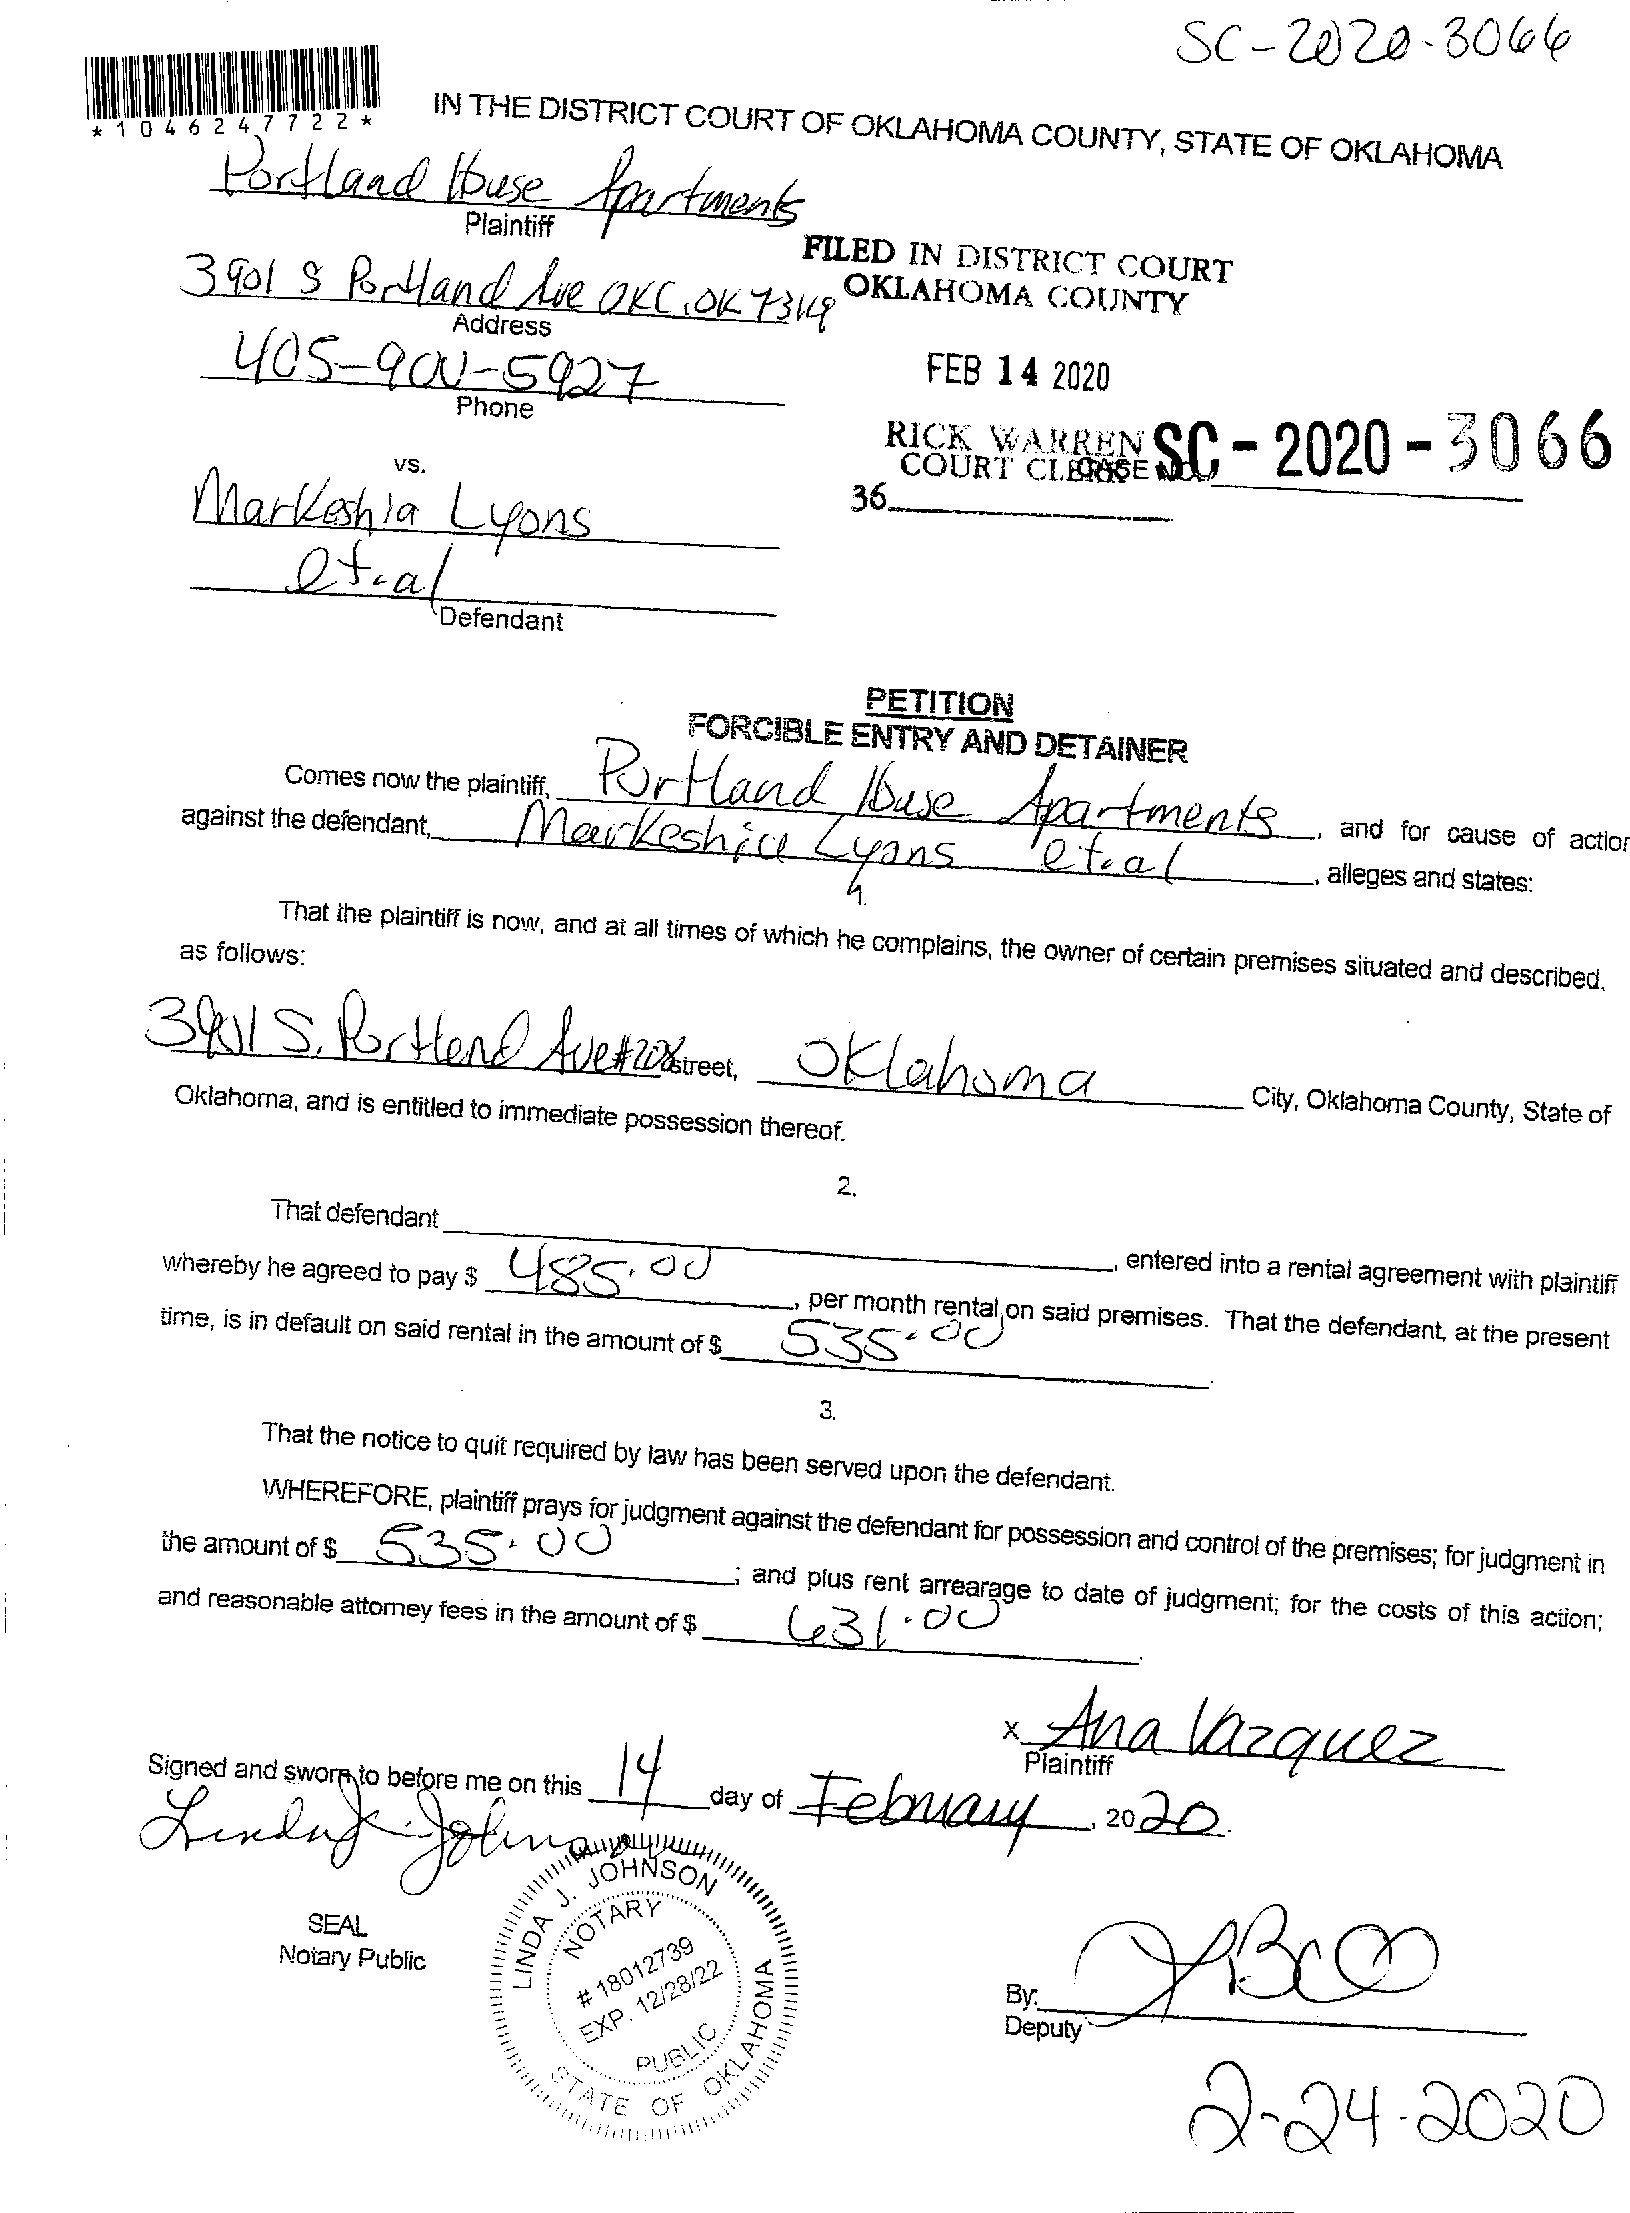 SC-2020-3066
*1046247722*
IN THE DISTRICT COURT OF OKLAHOMA COUNTY, STATE OF OKLAHOMA
Portland House Apartments
Plaintiff
FILED IN DISTRICT COURT
OKLAHOMA COUNTY
3901 S Portland Ave OKC, OK
Address
405-
-5927
Phone
FEB 14 2020
RICK WARREN
COURT CLERK
CASE NO. SC-2020-3066
36
vs.
Markeshia Lyons
et.al
Defendant
PETITION
FORCIBLE ENTRY AND DETAINER
Comes now the plaintiff, Portland House Apartments, and for cause of action
against the defendant, Markeshia Lyons et.al, alleges and states:
1.
That the plaintiff is now, and at all times of which he complains, the owner of certain premises situated and described,
as follows:
3901 S. Portland Ave #208 street, Oklahoma City, Oklahoma County, State of
Oklahoma, and is entitled to immediate possession thereof.
2.
That defendant, entered into a rental agreement with plaintiff
whereby he agreed to pay $ 485.00, per month rental on said premises. That the defendant, at the present
time, is in default on said rental in the amount of $ 535.00
3.
That the notice to quit required by law has been served upon the defendant.
WHEREFORE, plaintiff prays for judgment against the defendant for possession and control of the premises; for judgment in
the amount of $ 535.00; and plus rent arrearage to date of judgment; for the costs of this action;
and reasonable attorney fees in the amount of $ 631.00.
x Ana Vazquez
Plaintiff
Signed and sworn to before me on this 14 day of February, 2020.
Linda J. Johnson
SEAL
Notary Public
LINDA J. JOHNSON
NOTARY
# 18012739
EXP. 12/28/22
PUBLIC
STATE OF OKLAHOMA
By:
Deputy
2-24-2020